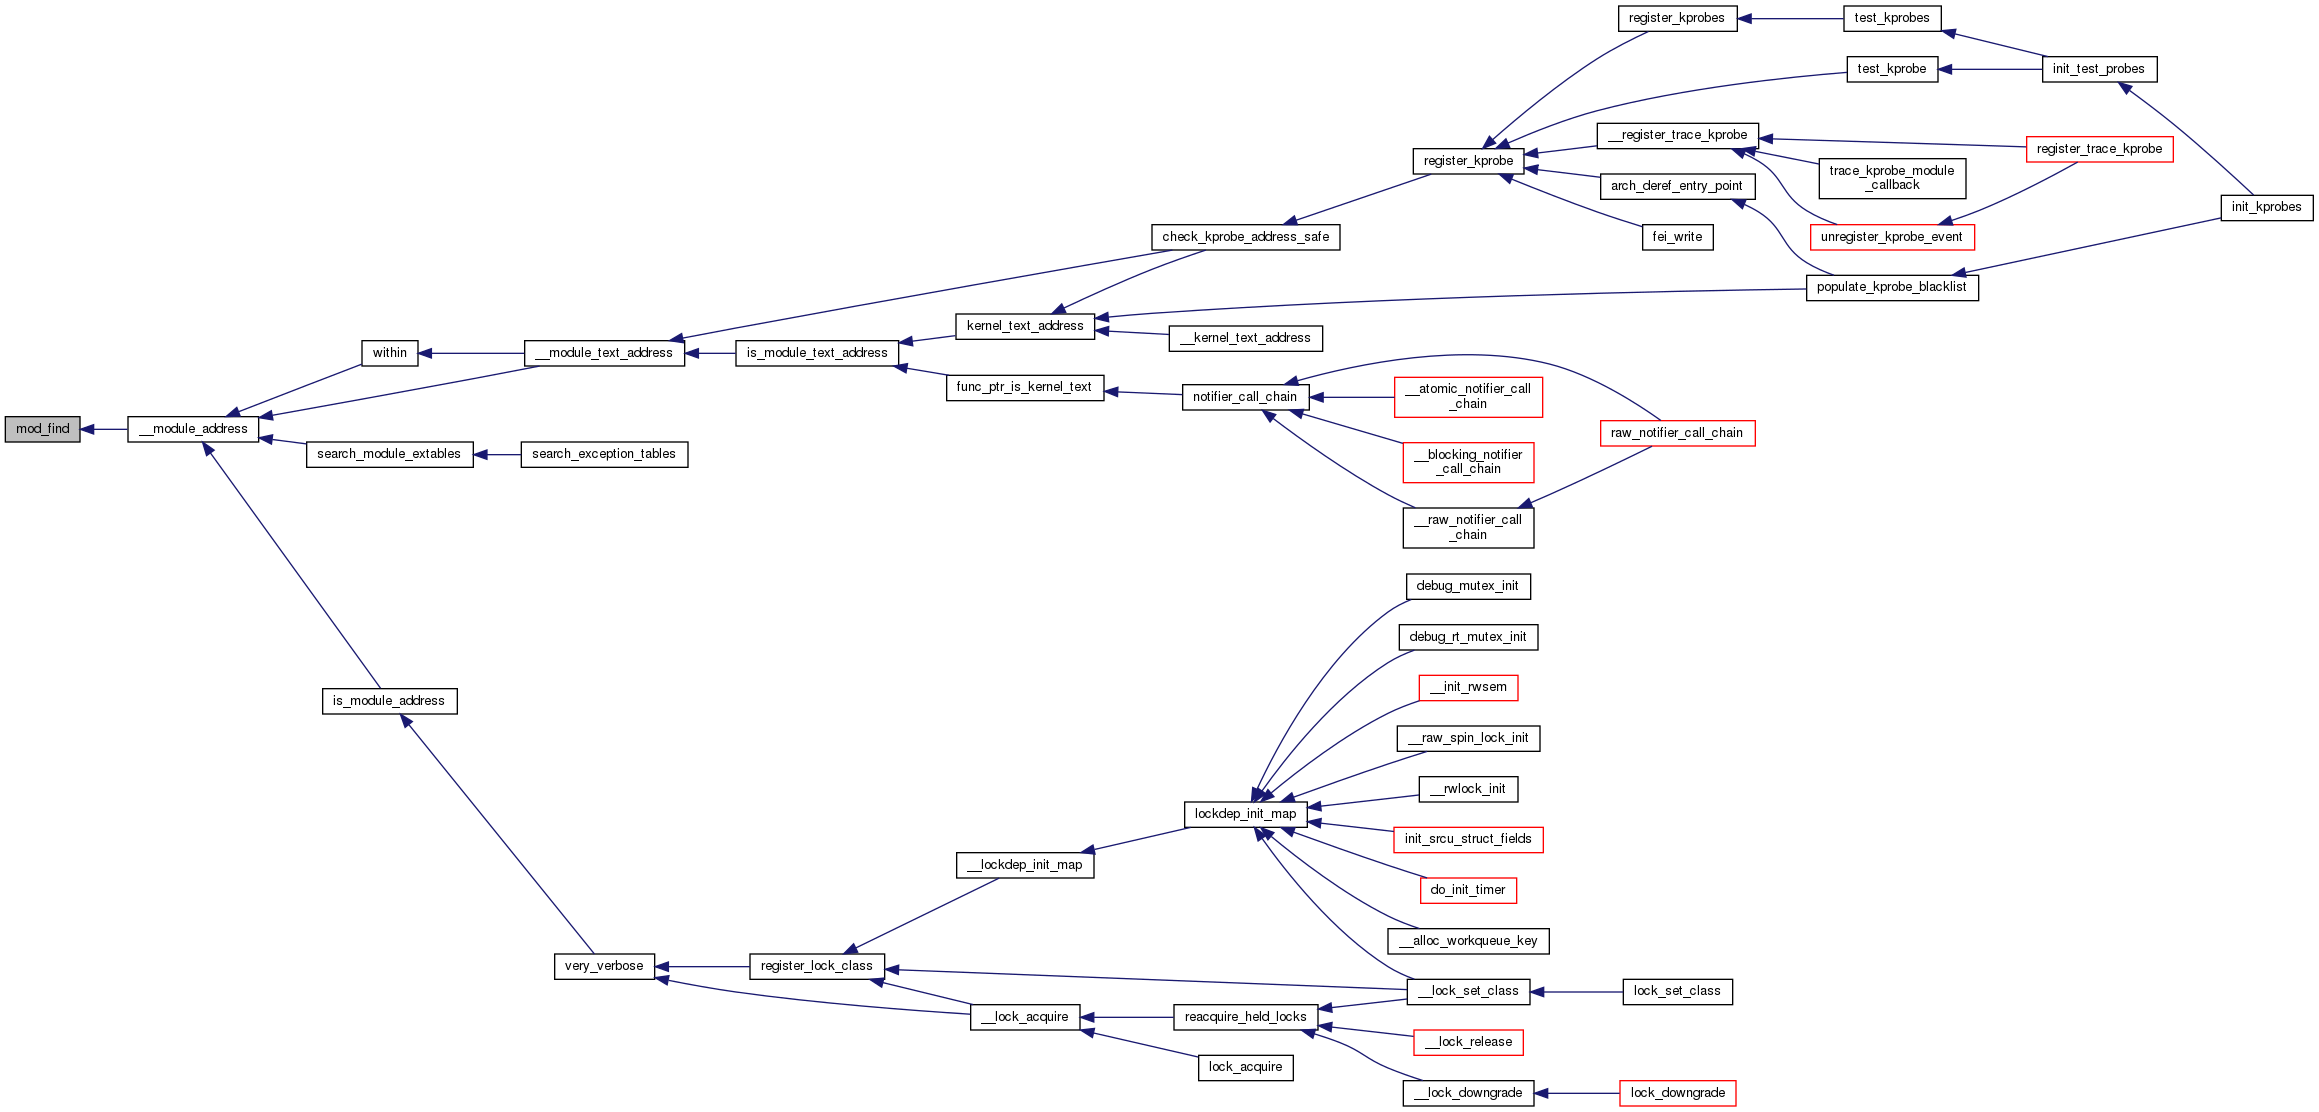 register_kprobes
test_kprobes
test_kprobe
init_test_probes
__register_trace_kprobe
register_trace_kprobe
register_kprobe
trace_kprobe_module
_callback
arch_deref_entry_point
init_kprobes
check_kprobe_address_safe
fei_write
unregister_kprobe_event
populate_kprobe_blacklist
kernel_text_address
__kernel_text_address
within
__module_text_address
is_module_text_address
func_ptr_is_kernel_text
notifier_call_chain
__atomic_notifier_call
_chain
mod_find
__module_address
raw_notifier_call_chain
search_module_extables
search_exception_tables
__blocking_notifier
_call_chain
__raw_notifier_call
_chain
debug_mutex_init
debug_rt_mutex_init
__init_rwsem
is_module_address
__raw_spin_lock_init
__rwlock_init
lockdep_init_map
init_srcu_struct_fields
__lockdep_init_map
do_init_timer
__alloc_workqueue_key
very_verbose
register_lock_class
__lock_set_class
lock_set_class
__lock_acquire
reacquire_held_locks
__lock_release
lock_acquire
__lock_downgrade
lock_downgrade